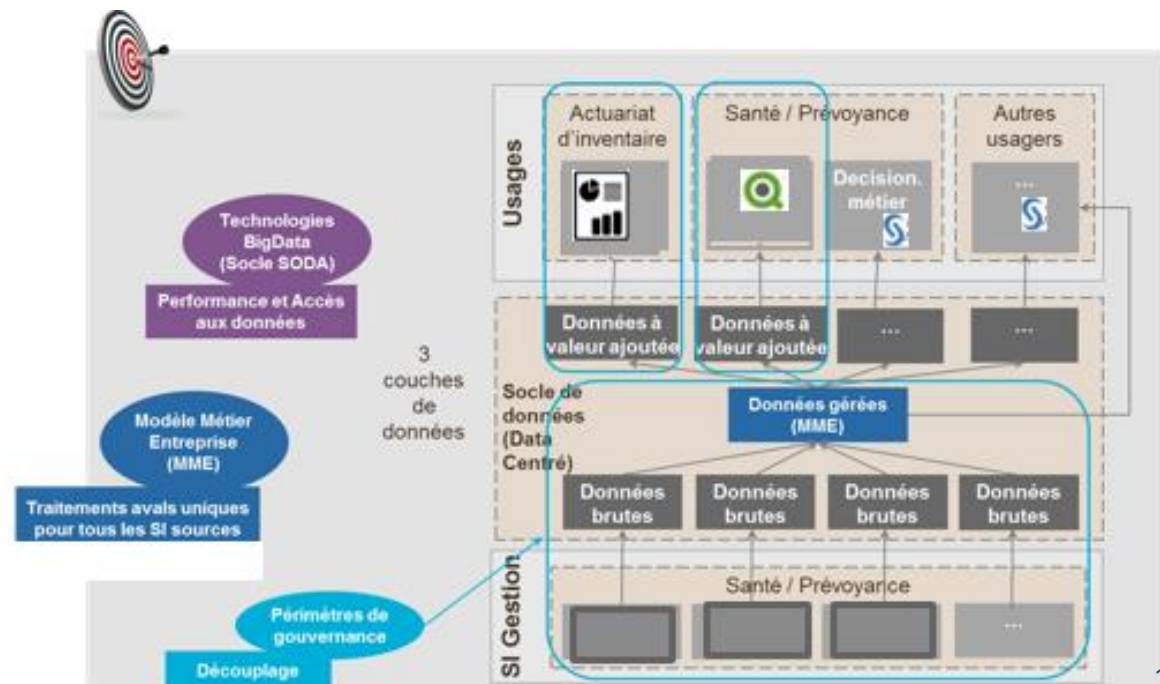 Usages
Actuariat
d'inventaire
Santé / Prévoyance
Decision.
métier
Autres
usagers
...
Technologies
BigData
(Socle SODA)
Performance et Accès
aux données
3
couches
de
données
Données à
valeur ajoutée
Données à
valeur ajoutée
...
...
Socle de
données
(Data
Centré)
Données gérées
(MME)
Modèle Métier
Entreprise
(MME)
Traitements avals uniques
pour tous les SI sources
Données
brutes
Données
brutes
Données
brutes
Données
brutes
SI Gestion
Santé / Prévoyance
...
Périmètres de
gouvernance
Découplage